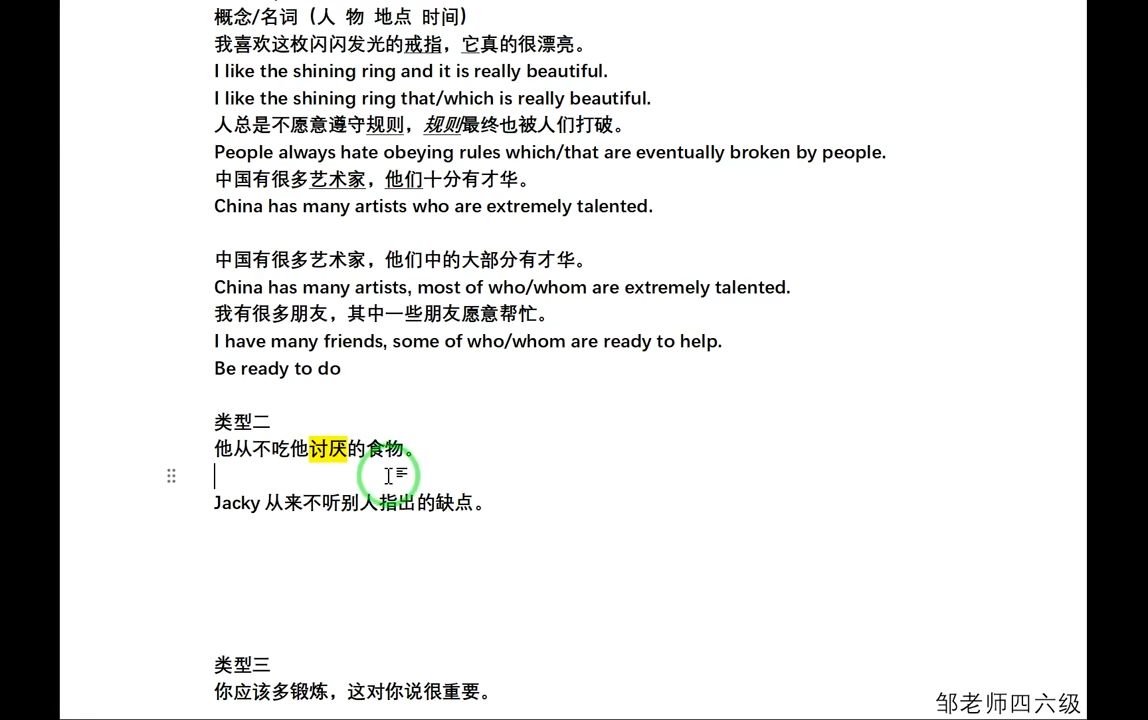 概念/名词（人 物 地点 时间）
我喜欢这枚闪闪发光的戒指，它真的很漂亮。
I like the shining ring and it is really beautiful.
I like the shining ring that/which is really beautiful.
人总是不愿意遵守规则，规则最终也被人们打破。
People always hate obeying rules which/that are eventually broken by people.
中国有很多艺术家，他们十分有才华。
China has many artists who are extremely talented.
中国有很多艺术家，他们中的大部分有才华。
China has many artists, most of who/whom are extremely talented.
我有很多朋友，其中一些朋友愿意帮忙。
I have many friends, some of who/whom are ready to help.
Be ready to do
类型二
他从不吃他讨厌的食物。
Jacky 从来不听别人指出的缺点。
类型三
你应该多锻炼，这对你说很重要。
邹老师四六级